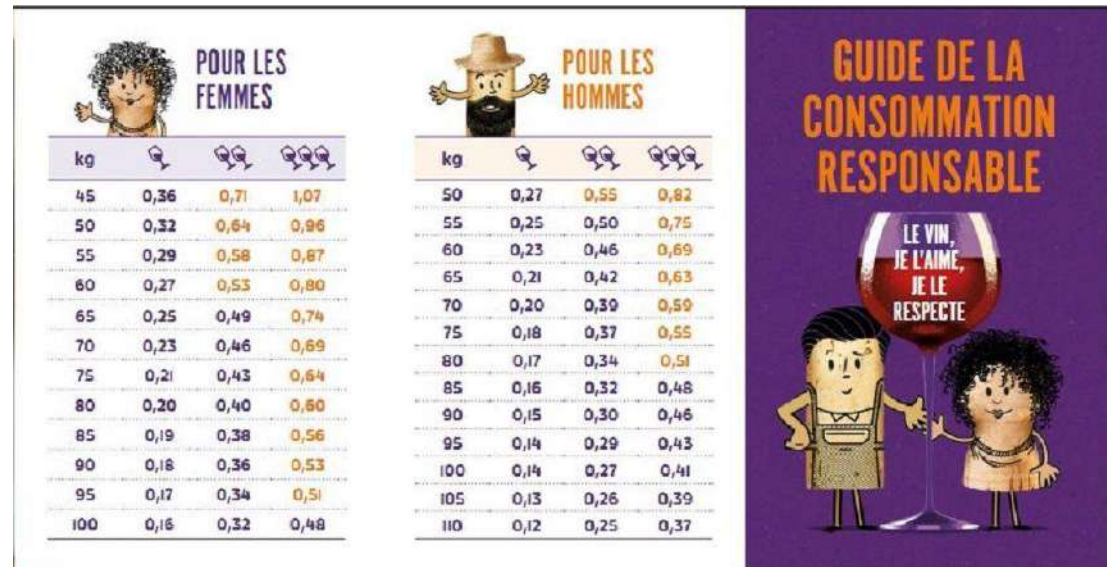 POUR LES
FEMMES
kg
45 0,36 0,71 1,07
50 0,32 0,64 0,96
55 0,29 0,58 0,87
60 0,27 0,53 0,80
65 0,25 0,49 0,74
70 0,23 0,46 0,69
75 0,21 0,43 0,64
80 0,20 0,40 0,60
85 0,19 0,38 0,56
90 0,18 0,36 0,53
95 0,17 0,34 0,51
100 0,16 0,32 0,48
POUR LES
HOMMES
kg
50 0,27 0,55 0,82
55 0,25 0,50 0,75
60 0,23 0,46 0,69
65 0,21 0,42 0,63
70 0,20 0,39 0,59
75 0,18 0,37 0,55
80 0,17 0,34 0,51
85 0,16 0,32 0,48
90 0,15 0,30 0,46
95 0,14 0,29 0,43
100 0,14 0,27 0,41
105 0,13 0,26 0,39
110 0,12 0,25 0,37
GUIDE DE LA
CONSOMMATION
RESPONSABLE
LE VIN,
JE L'AIME,
JE LE
RESPECTE